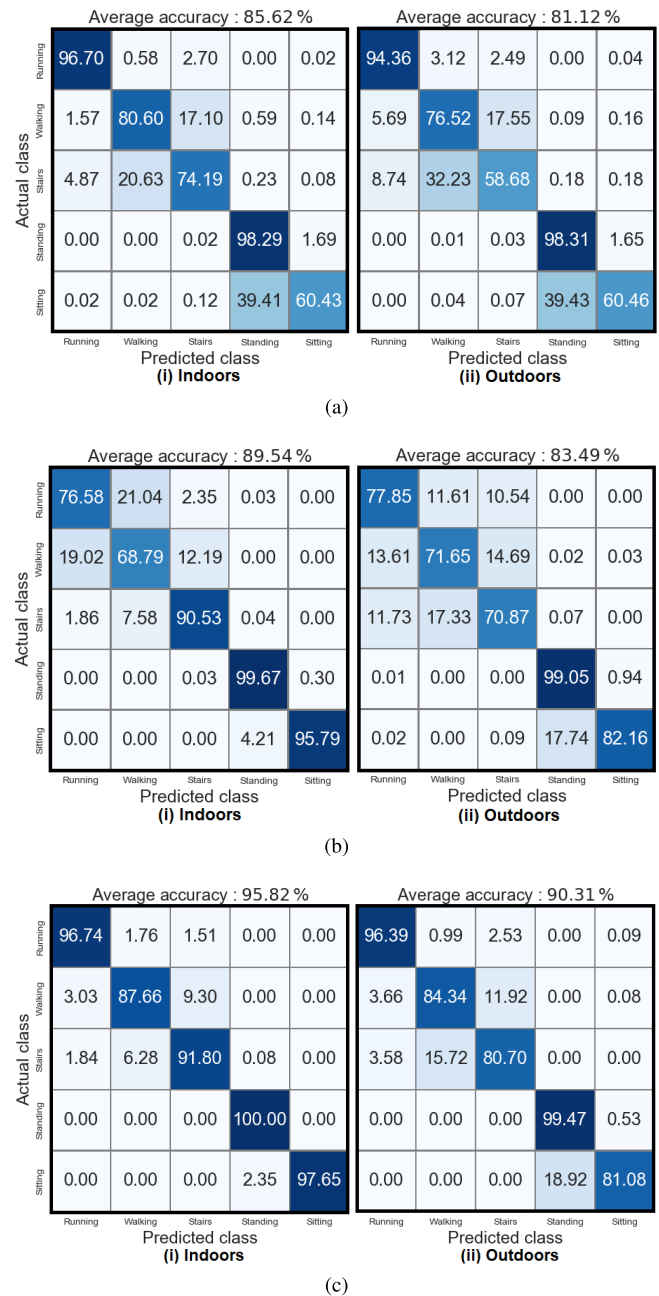 Average accuracy : 85.62 % Average accuracy : 81.12 %
Actual class
Running 96.70 0.58 2.70 0.00 0.02 94.36 3.12 2.49 0.00 0.04
Walking 1.57 80.60 17.10 0.59 0.14 5.69 76.52 17.55 0.09 0.16
Stairs 4.87 20.63 74.19 0.23 0.08 8.74 32.23 58.68 0.18 0.18
Standing 0.00 0.00 0.02 98.29 1.69 0.00 0.01 0.03 98.31 1.65
Sitting 0.02 0.02 0.12 39.41 60.43 0.00 0.04 0.07 39.43 60.46
Running Walking Stairs Standing Sitting Running Walking Stairs Standing Sitting
Predicted class Predicted class
(i) Indoors (ii) Outdoors
(a)
Average accuracy : 89.54 % Average accuracy : 83.49 %
Actual class
Running 76.58 21.04 2.35 0.03 0.00 77.85 11.61 10.54 0.00 0.00
Walking 19.02 68.79 12.19 0.00 0.00 13.61 71.65 14.69 0.02 0.03
Stairs 1.86 7.58 90.53 0.04 0.00 11.73 17.33 70.87 0.07 0.00
Standing 0.00 0.00 0.03 99.67 0.30 0.01 0.00 0.00 99.05 0.94
Sitting 0.00 0.00 0.00 4.21 95.79 0.02 0.00 0.09 17.74 82.16
Running Walking Stairs Standing Sitting Running Walking Stairs Standing Sitting
Predicted class Predicted class
(i) Indoors (ii) Outdoors
(b)
Average accuracy : 95.82 % Average accuracy : 90.31 %
Actual class
Running 96.74 1.76 1.51 0.00 0.00 96.39 0.99 2.53 0.00 0.09
Walking 3.03 87.66 9.30 0.00 0.00 3.66 84.34 11.92 0.00 0.08
Stairs 1.84 6.28 91.80 0.08 0.00 3.58 15.72 80.70 0.00 0.00
Standing 0.00 0.00 0.00 100.00 0.00 0.00 0.00 0.00 99.47 0.53
Sitting 0.00 0.00 0.00 2.35 97.65 0.00 0.00 0.00 18.92 81.08
Running Walking Stairs Standing Sitting Running Walking Stairs Standing Sitting
Predicted class Predicted class
(i) Indoors (ii) Outdoors
(c)